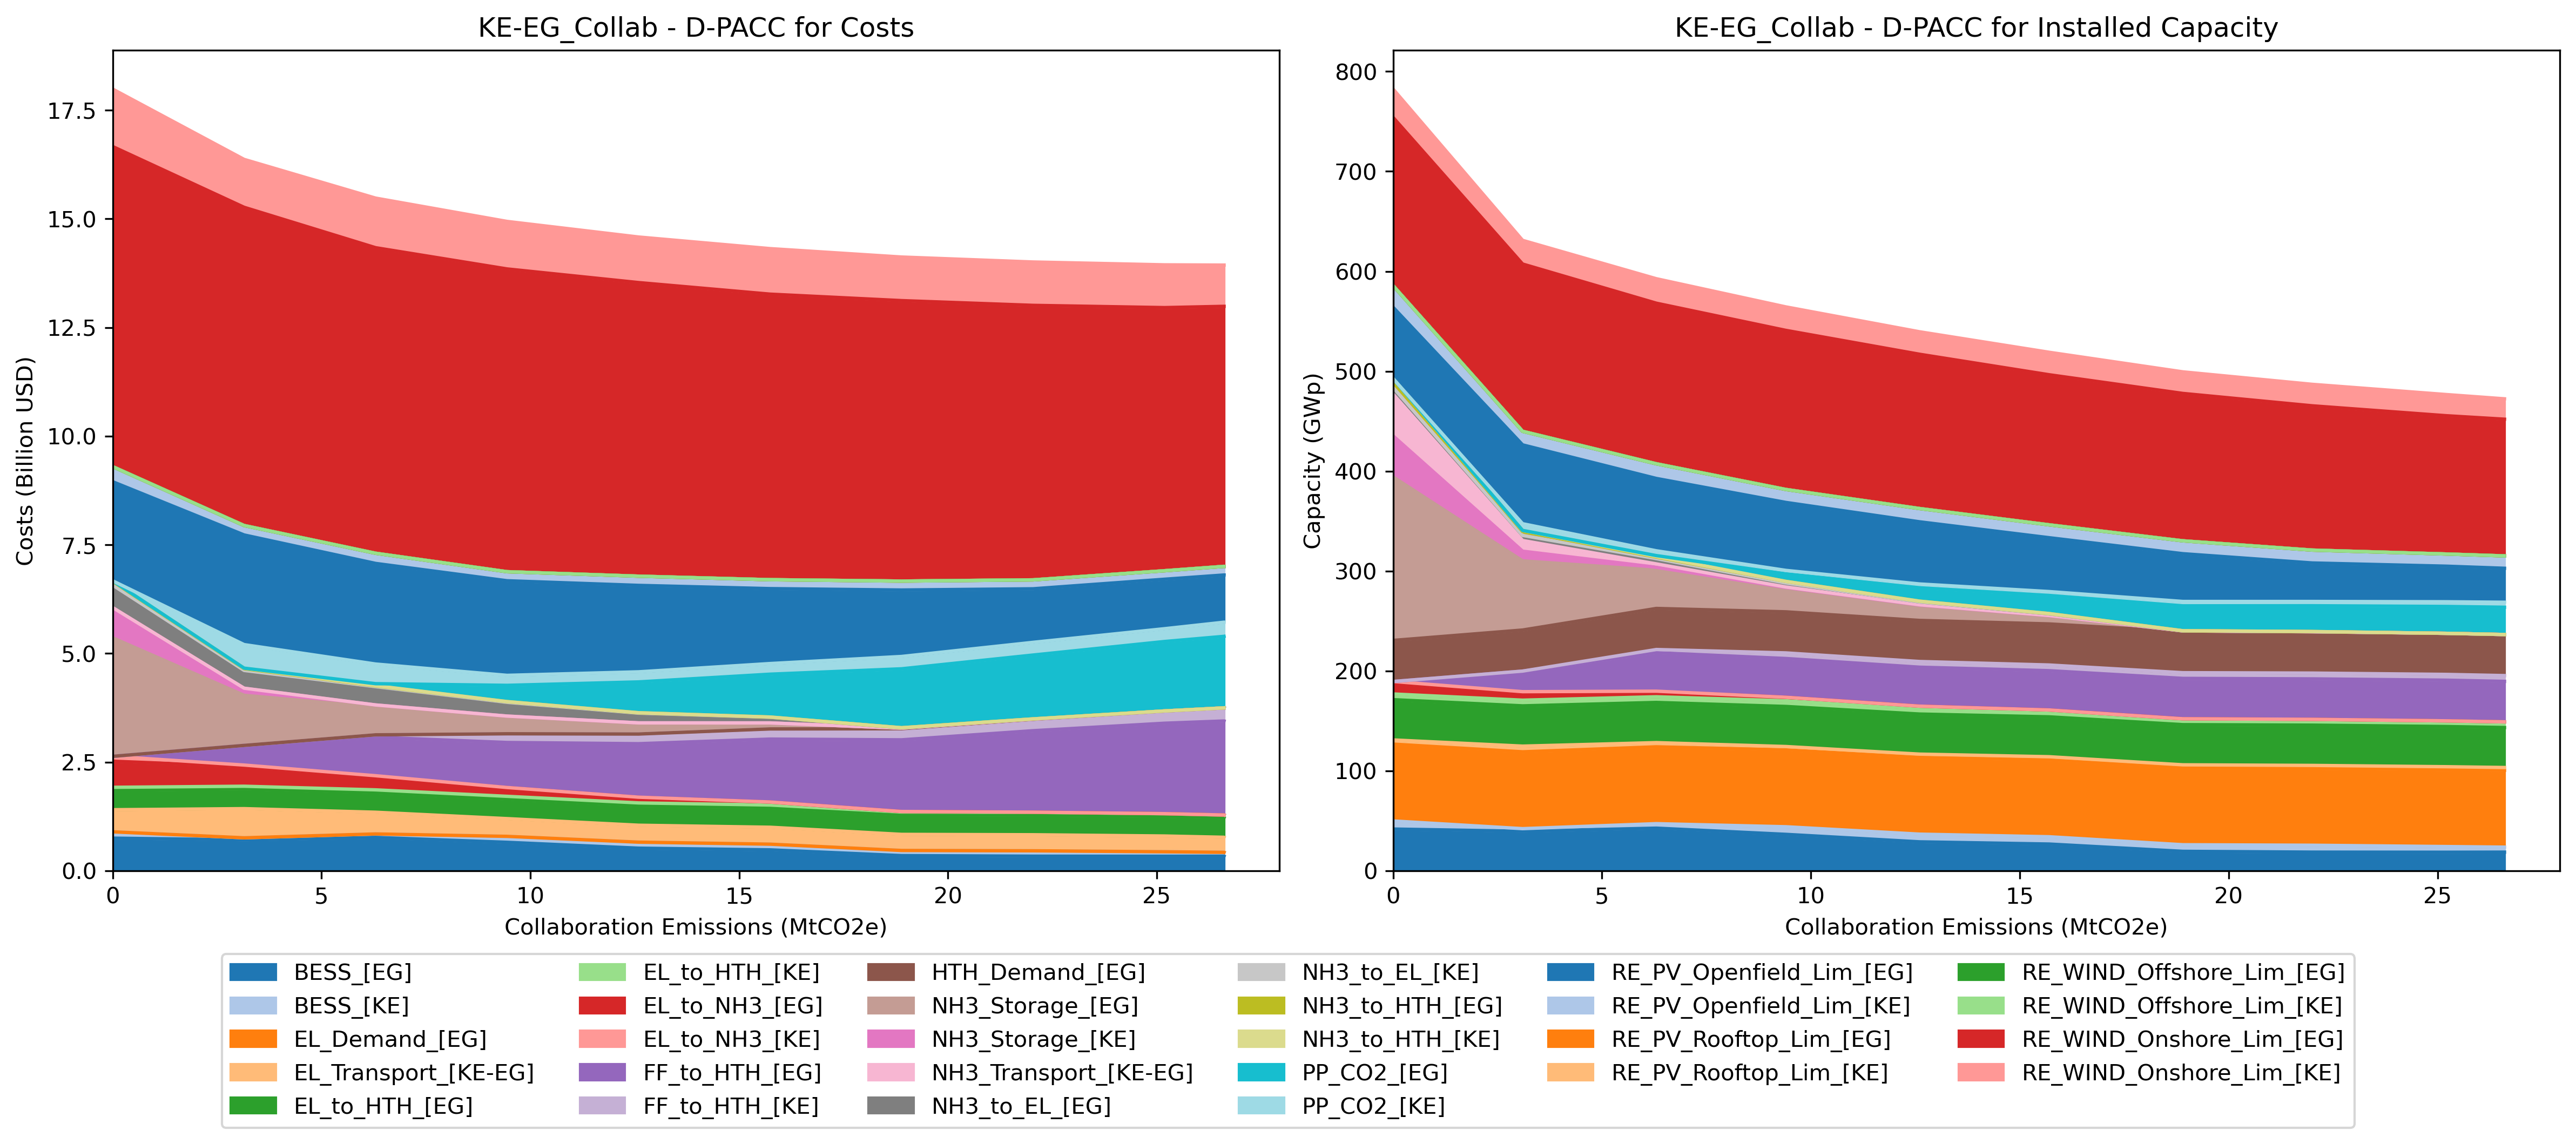 KE-EG_Collab - D-PACC for Costs
Costs (Billion USD)
17.5
15.0
12.5
10.0
7.5
5.0
2.5
0.0
0 5 10 15 20 25
Collaboration Emissions (MtCO2e)
KE-EG_Collab - D-PACC for Installed Capacity
Capacity (GWp)
800
700
600
500
400
300
200
100
0
0 5 10 15 20 25
Collaboration Emissions (MtCO2e)
BESS_[EG]
BESS_[KE]
EL_Demand_[EG]
EL_Transport_[KE-EG]
EL_to_HTH_[EG]
EL_to_HTH_[KE]
EL_to_NH3_[EG]
EL_to_NH3_[KE]
FF_to_HTH_[EG]
FF_to_HTH_[KE]
HTH_Demand_[EG]
NH3_Storage_[EG]
NH3_Storage_[KE]
NH3_Transport_[KE-EG]
NH3_to_EL_[EG]
NH3_to_EL_[KE]
NH3_to_HTH_[EG]
NH3_to_HTH_[KE]
PP_CO2_[EG]
PP_CO2_[KE]
RE_PV_Openfield_Lim_[EG]
RE_PV_Openfield_Lim_[KE]
RE_PV_Rooftop_Lim_[EG]
RE_PV_Rooftop_Lim_[KE]
RE_WIND_Offshore_Lim_[EG]
RE_WIND_Offshore_Lim_[KE]
RE_WIND_Onshore_Lim_[EG]
RE_WIND_Onshore_Lim_[KE]